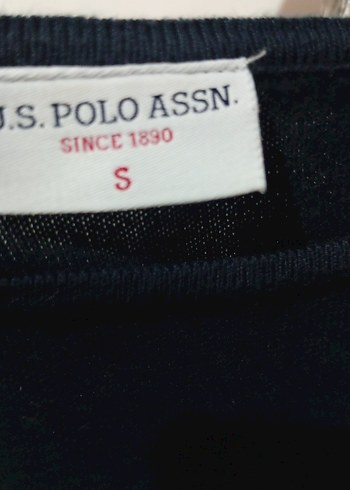 U.S. POLO ASSN.
SINCE 1890
S